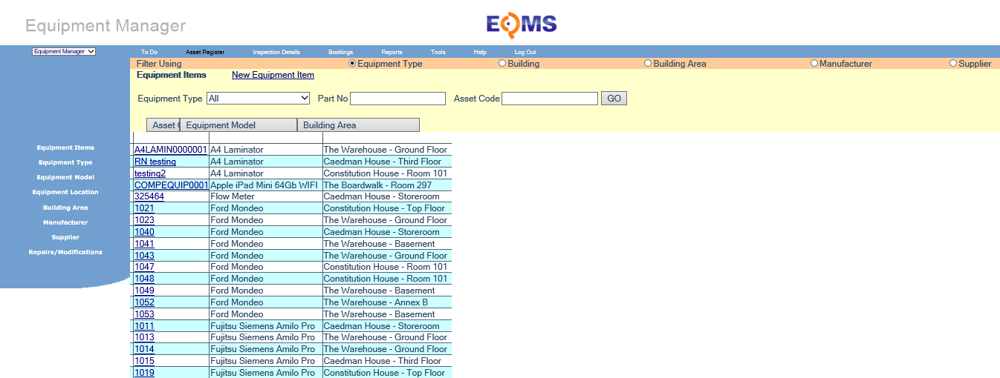 Equipment Manager
EQMS
Equipment Manager
To Do Asset Register Inspection Details Bookings Reports Tools Help Log Out
Filter Using Equipment Type Building Building Area Manufacturer Supplier
Equipment Items New Equipment Item
Equipment Type All Part No Asset Code GO
Asset Equipment Model Building Area
Equipment Items
Equipment Type
Equipment Model
Equipment Location
Building Area
Manufacturer
Supplier
Repairs/Modifications
A4LAMIN0000001 A4 Laminator The Warehouse - Ground Floor
RN testing A4 Laminator Caedman House - Third Floor
testing2 A4 Laminator Constitution House - Room 101
COMPEQUIP0001 Apple iPad Mini 64Gb WIFI The Boardwalk - Room 297
325464 Flow Meter Caedman House - Storeroom
1021 Ford Mondeo Constitution House - Top Floor
1023 Ford Mondeo The Warehouse - Ground Floor
1040 Ford Mondeo Caedman House - Storeroom
1041 Ford Mondeo The Warehouse - Basement
1043 Ford Mondeo The Warehouse - Ground Floor
1047 Ford Mondeo Constitution House - Room 101
1048 Ford Mondeo Constitution House - Room 101
1049 Ford Mondeo The Warehouse - Basement
1052 Ford Mondeo The Warehouse - Annex B
1053 Ford Mondeo The Warehouse - Basement
1011 Fujitsu Siemens Amilo Pro Caedman House - Storeroom
1013 Fujitsu Siemens Amilo Pro The Warehouse - Ground Floor
1014 Fujitsu Siemens Amilo Pro The Warehouse - Ground Floor
1015 Fujitsu Siemens Amilo Pro Caedman House - Third Floor
1019 Fujitsu Siemens Amilo Pro Constitution House - Top Floor